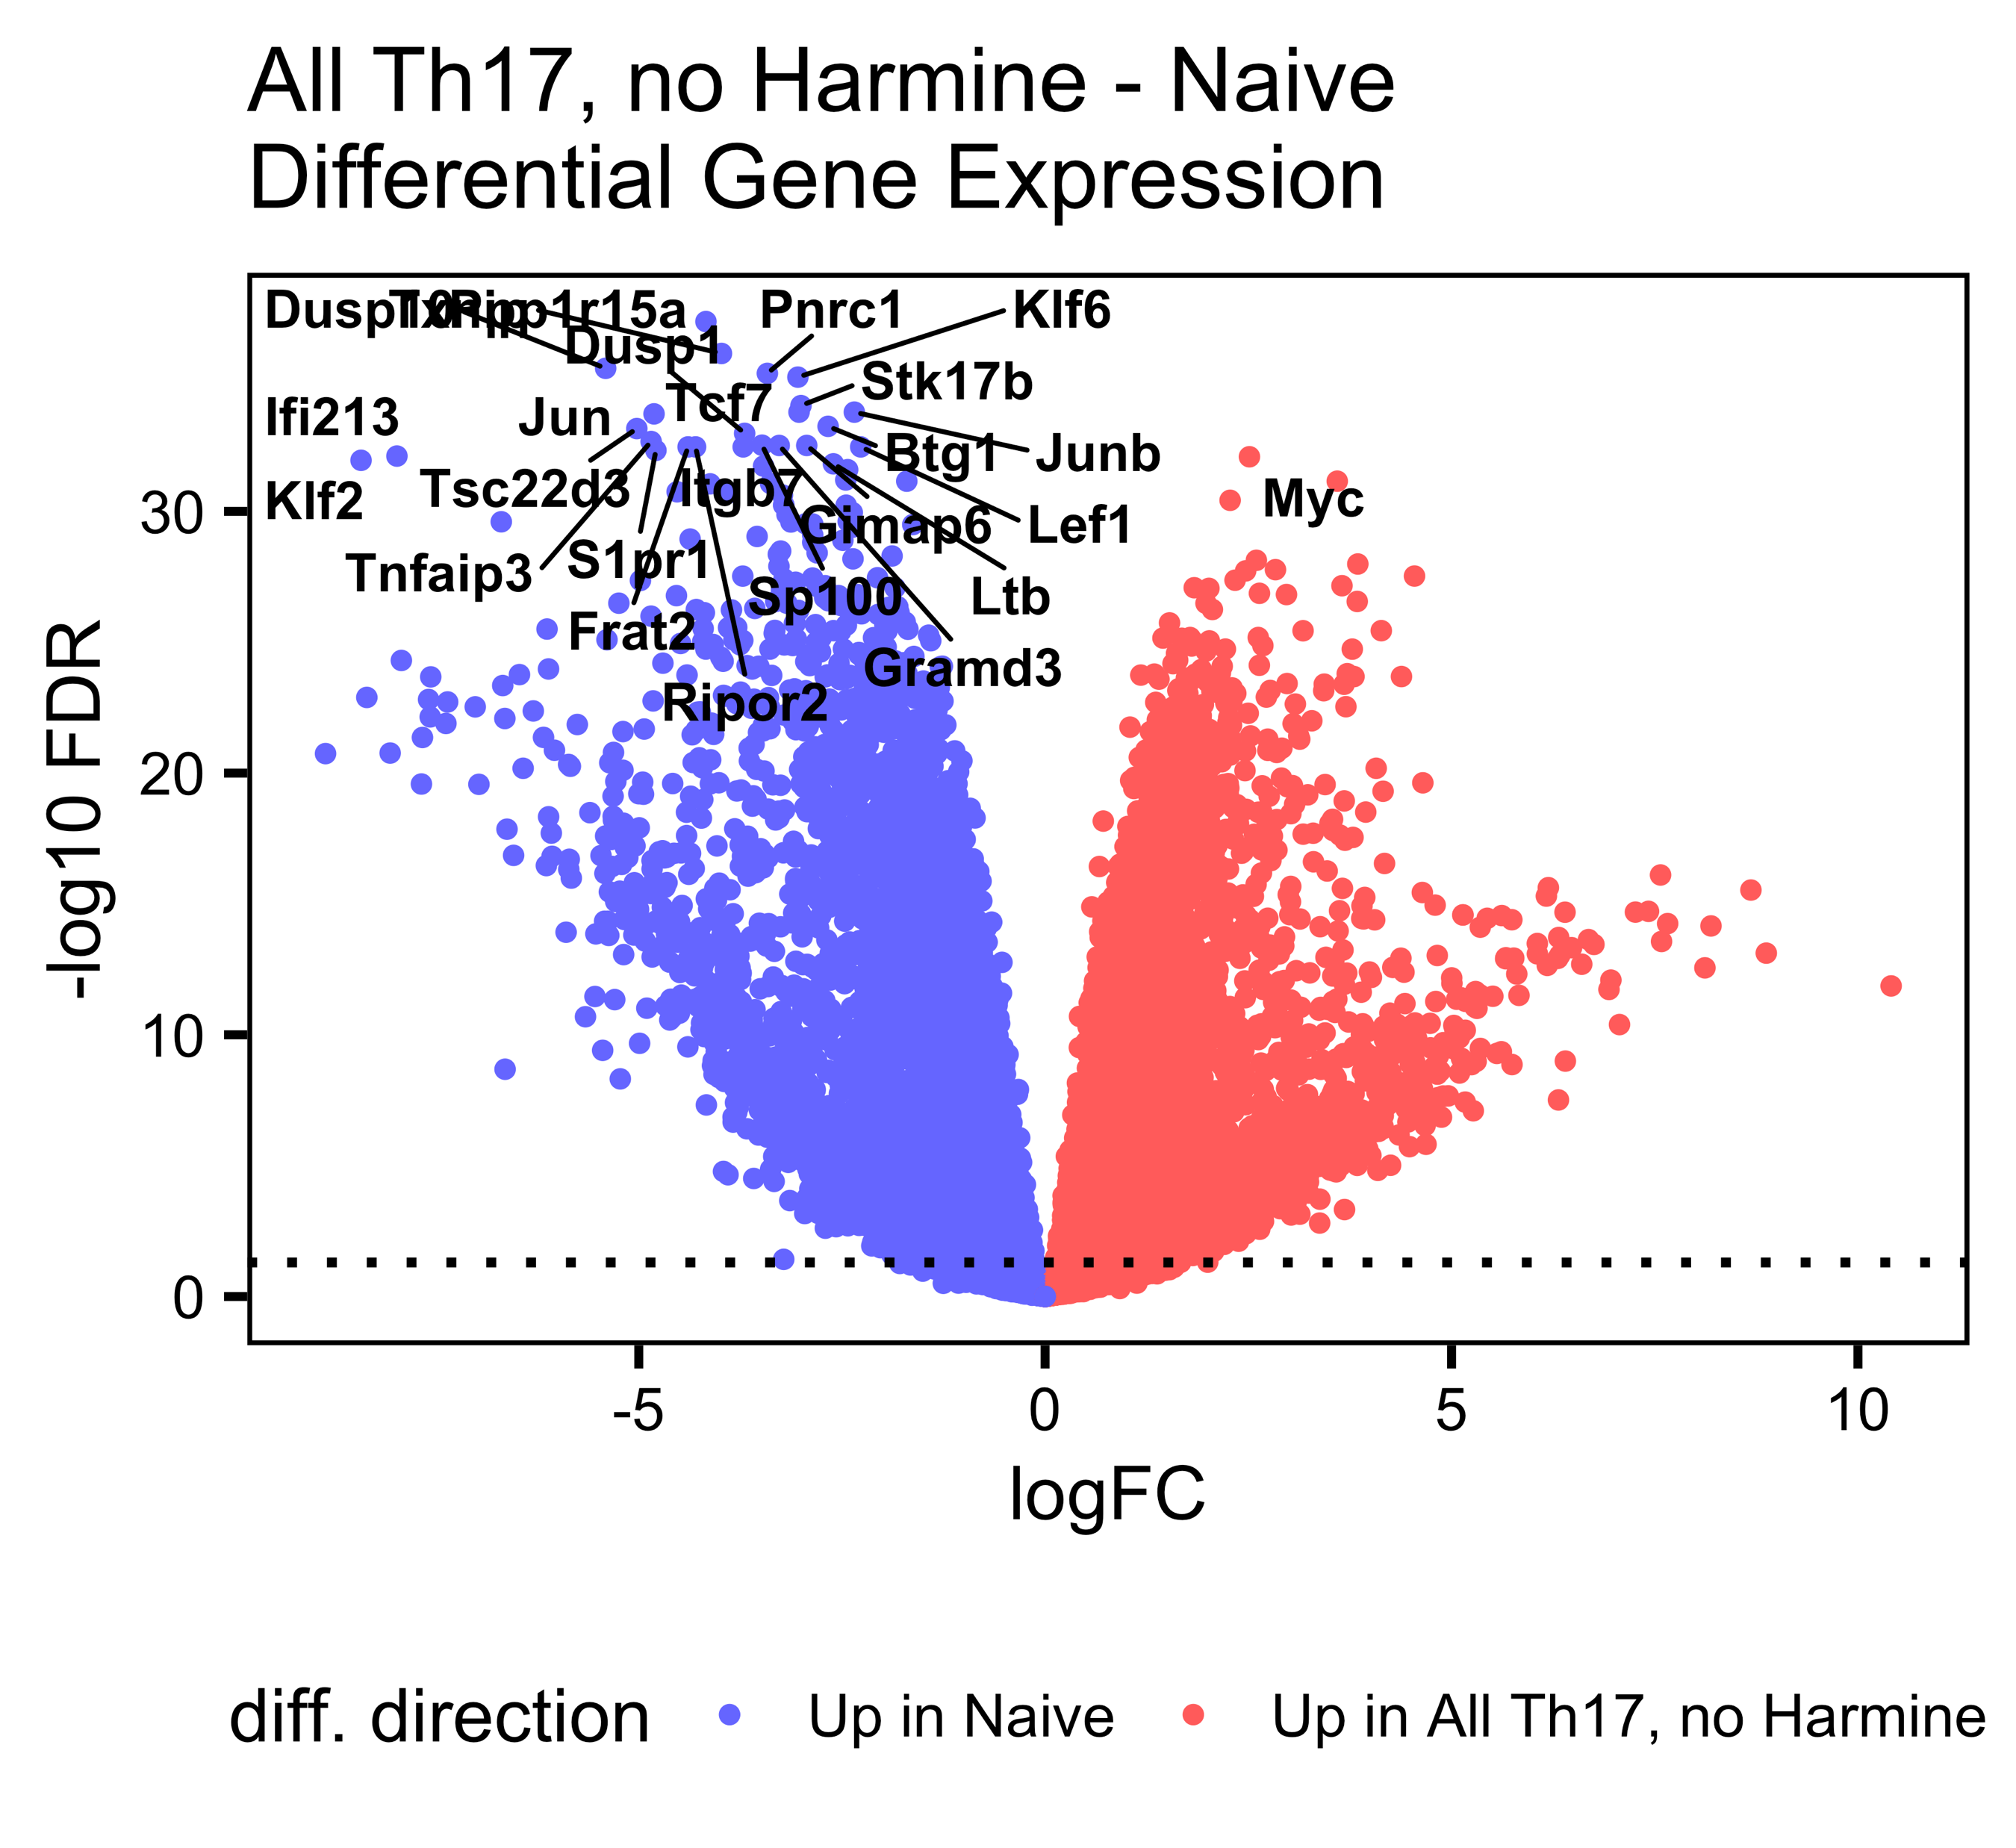 All Th17, no Harmine - Naive
Differential Gene Expression
Pnrc1
Klf6
Dusp1
Stk17b
Tcf7
Ifi213
Jun
Btg1
Junb
Klf2
Tsc22d3
Itgb7
Myc
Gimap6
Lef1
Tnfaip3
S1pr1
Sp100
Ltb
Frat2
Gramd3
Ripor2
-log10 FDR
30
20
10
0
-5
0
5
10
logFC
diff. direction
Up in Naive
Up in All Th17, no Harmine